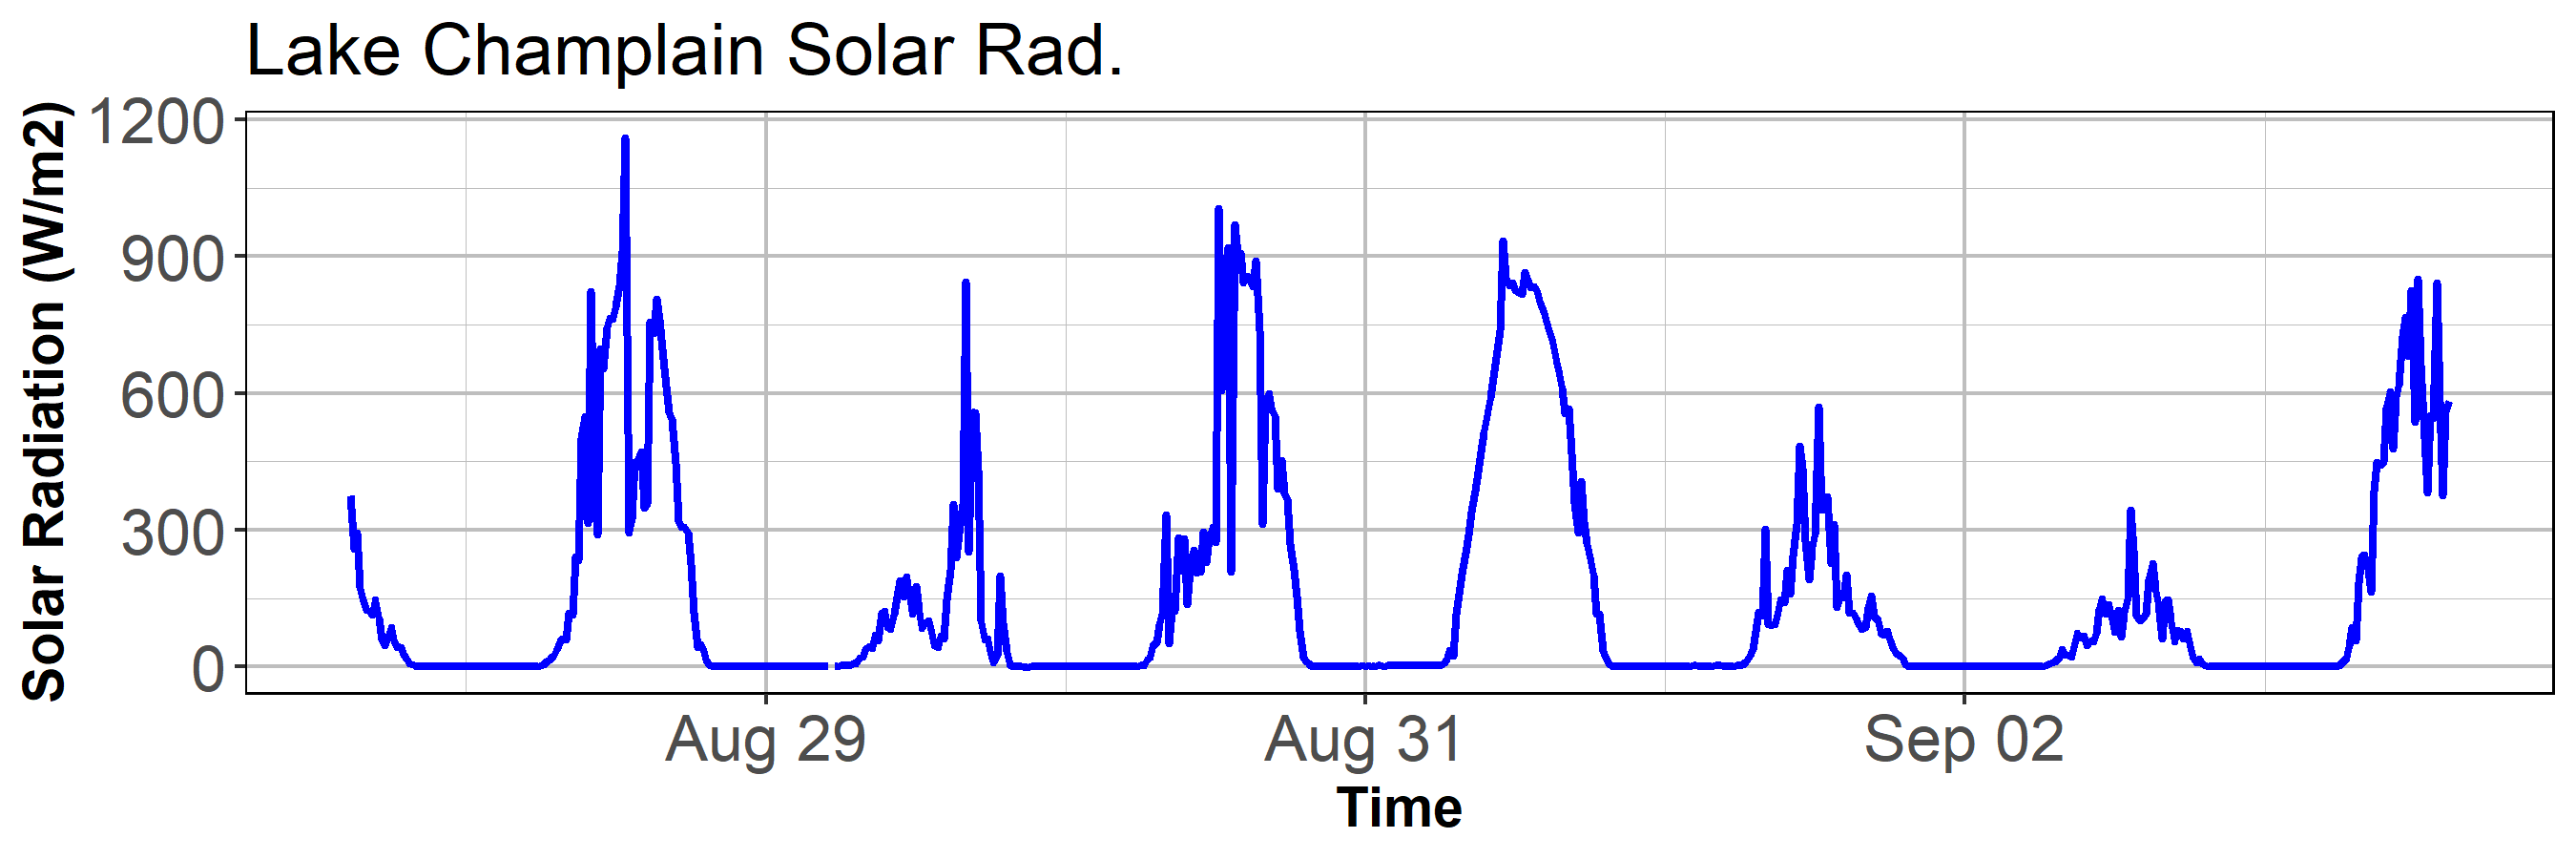 Lake Champlain Solar Rad.
Solar Radiation (W/m2)
1200
900
600
300
0
Aug 29 Aug 31 Sep 02
Time